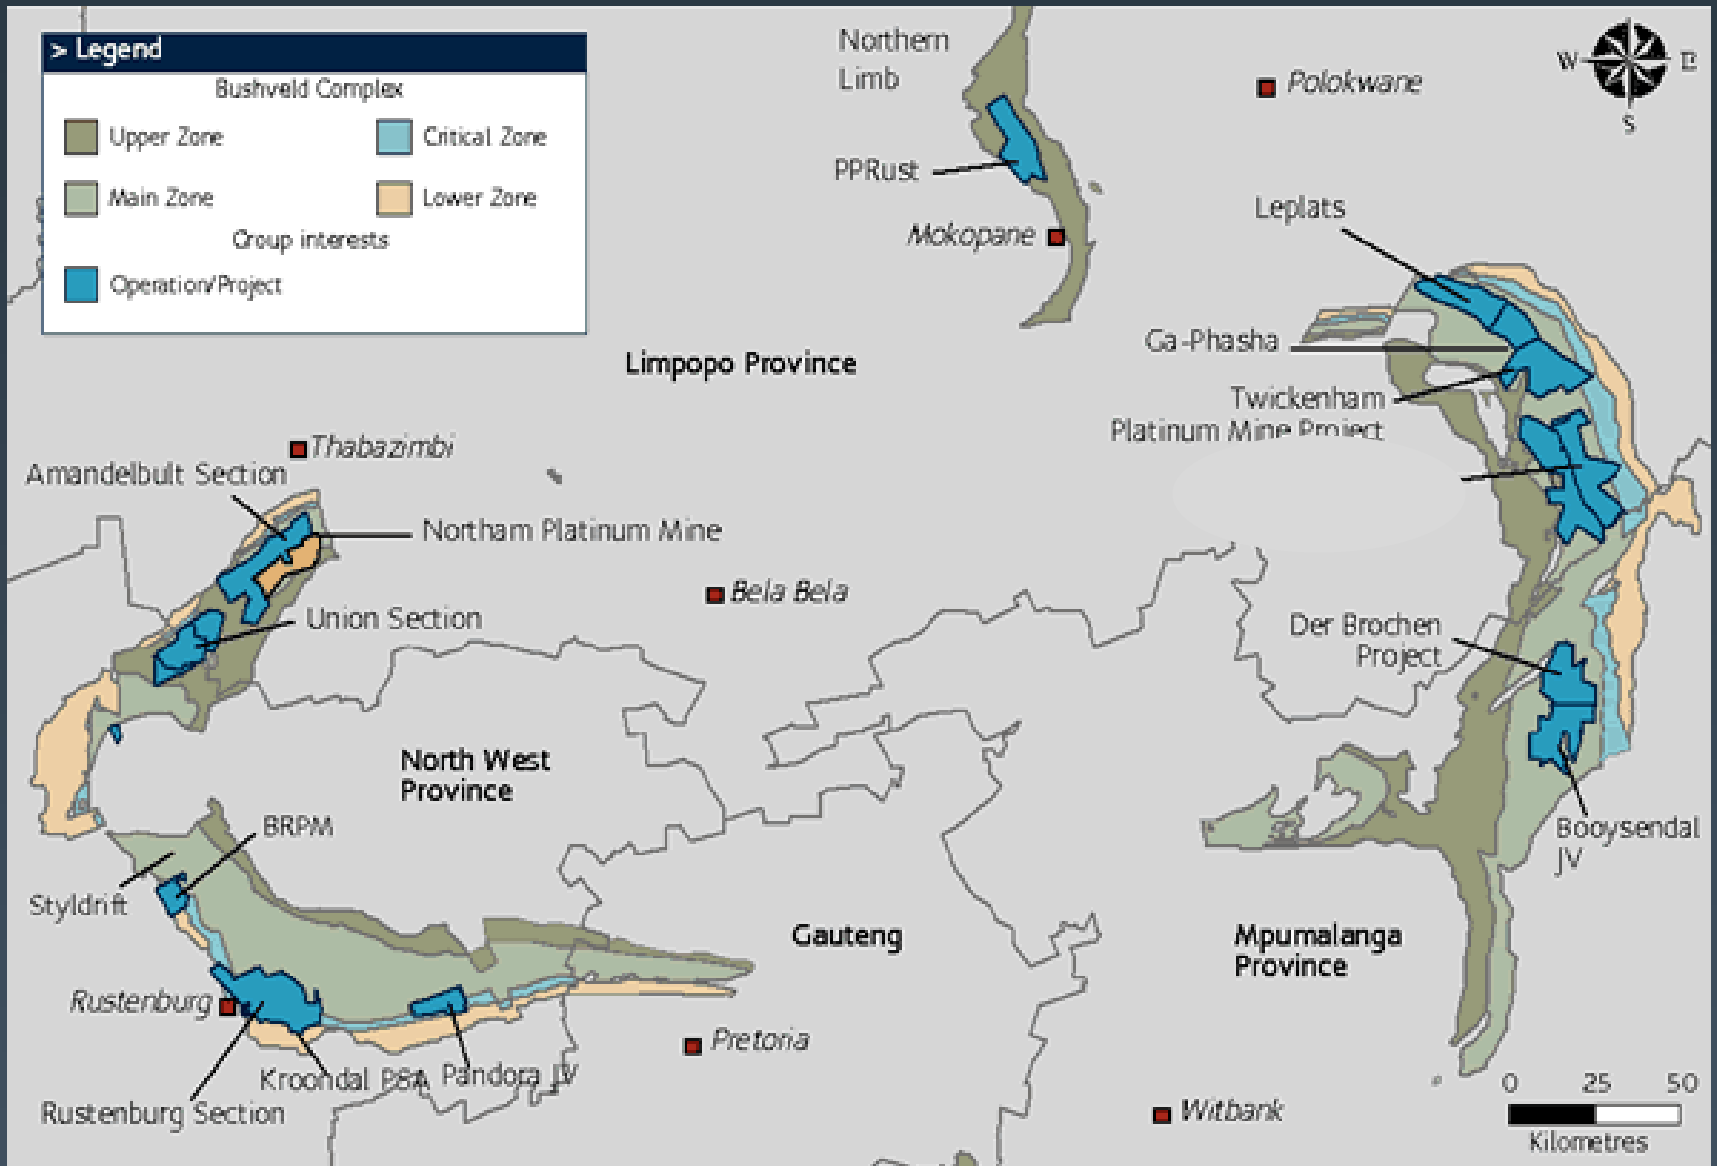 > Legend
Bushveld Complex
Upper Zone
Critical Zone
Main Zone
Lower Zone
Group interests
Operation/Project
Northern
Limb
Polokwane
W
E
S
PPRust
Mokopane
Leplats
Ga-Phasha
Limpopo Province
Twickenham
Platinum Mine Project
Thabazimbi
Amandelbult Section
Northam Platinum Mine
Bela Bela
Union Section
Der Brochen
Project
North West
Province
BRPM
Booysendal
JV
Styldrift
Gauteng
Mpumalanga
Province
Rustenburg
Pretoria
Kroondal PSA
Pandora JV
Rustenburg Section
Witbank
0 25 50
Kilometres